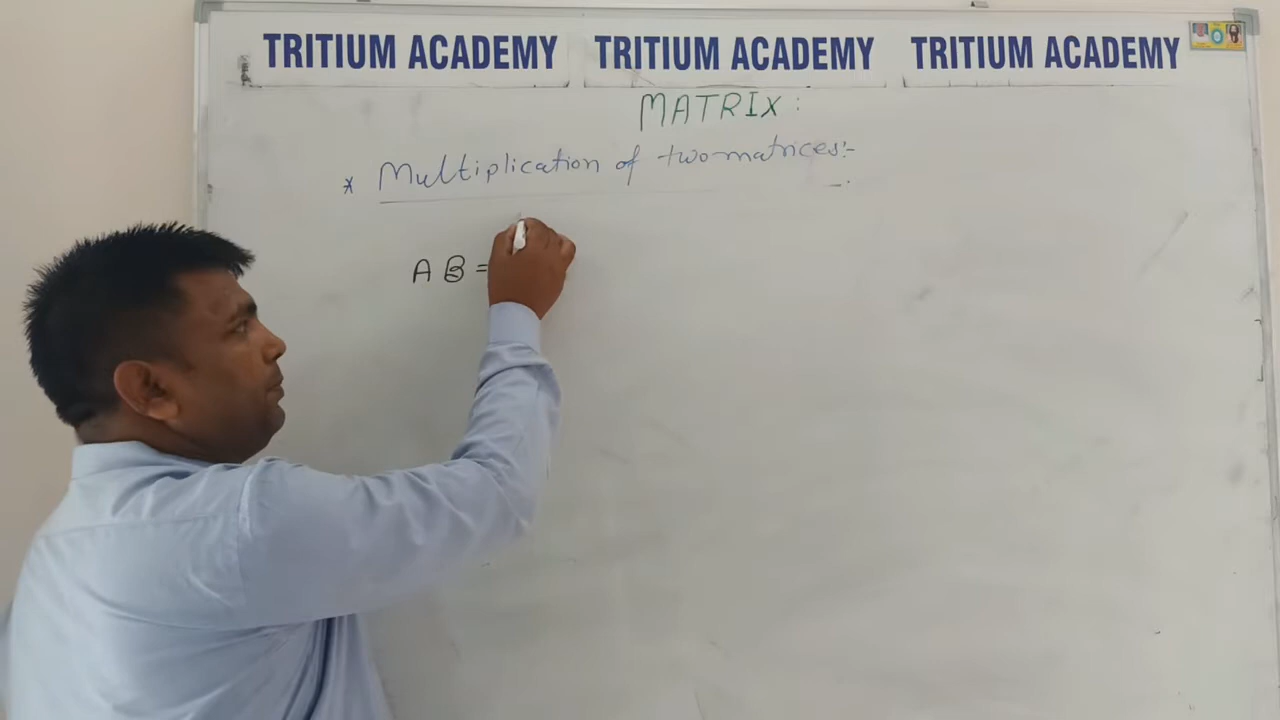 TRITIUM ACADEMY TRITIUM ACADEMY TRITIUM ACADEMY
MATRIX:
* Multiplication of two matrices:-
A B =